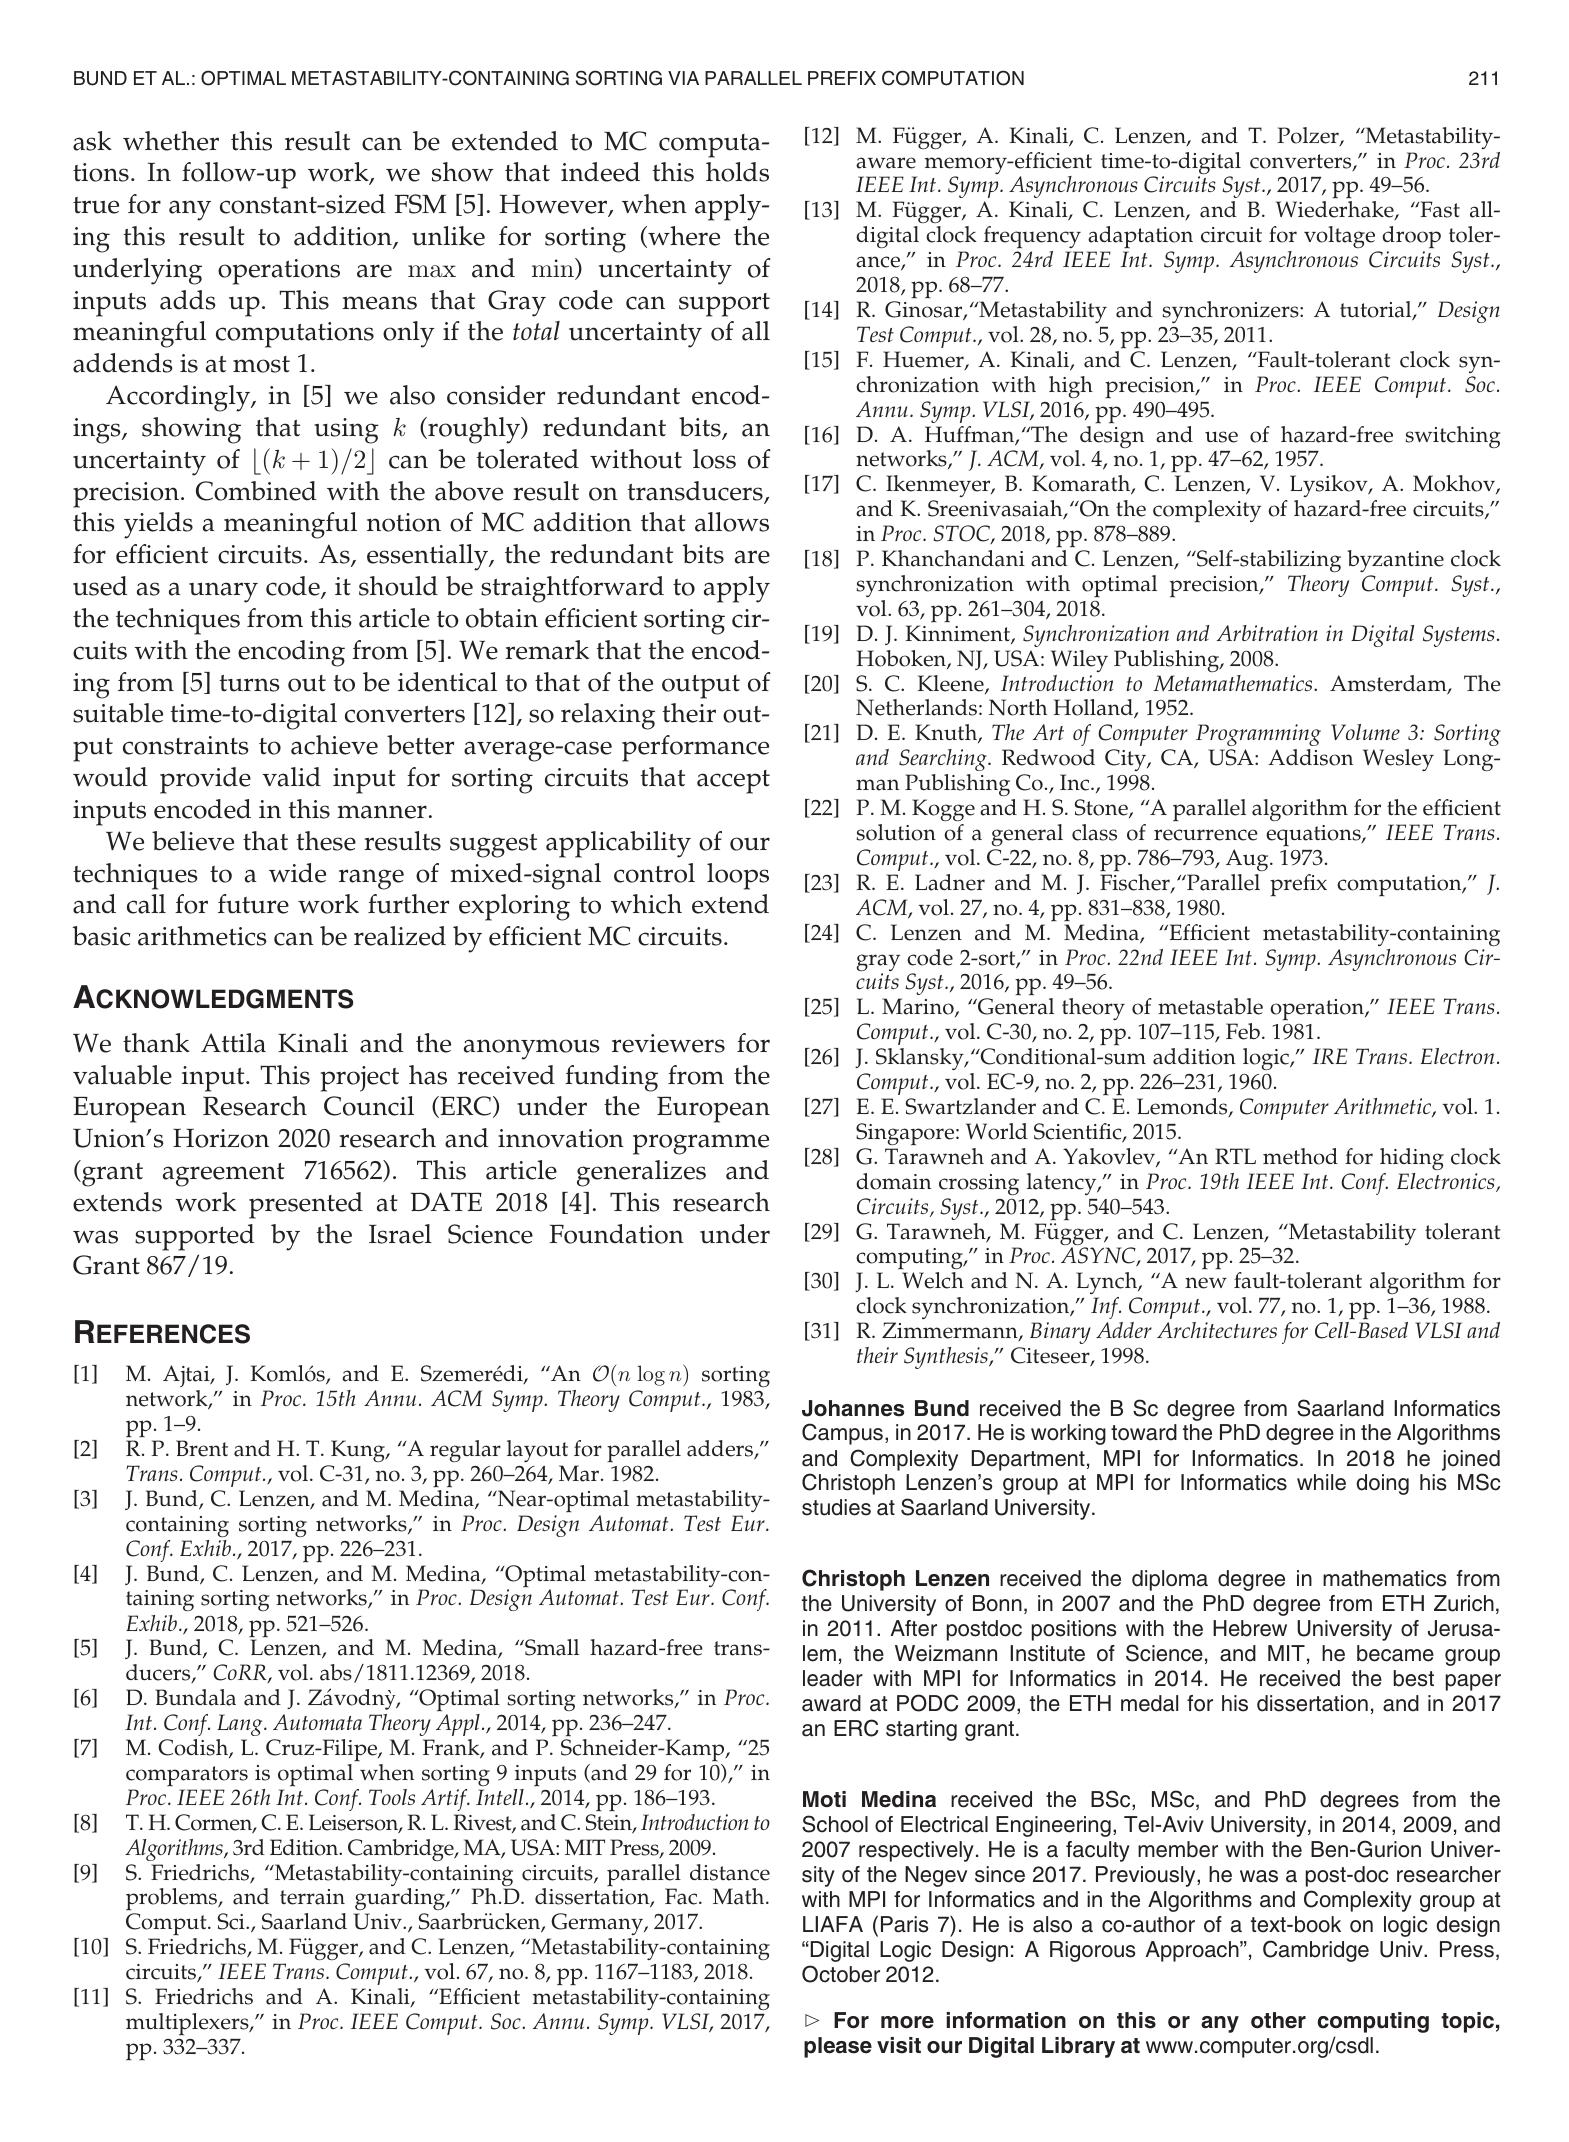 BUND ET AL.: OPTIMAL METASTABILITY-CONTAINING SORTING VIA PARALLEL PREFIX COMPUTATION 211
ask whether this result can be extended to MC computa-
tions. In follow-up work, we show that indeed this holds
true for any constant-sized FSM [5]. However, when apply-
ing this result to addition, unlike for sorting (where the
underlying operations are max and min) uncertainty of
inputs adds up. This means that Gray code can support
meaningful computations only if the total uncertainty of all
addends is at most 1.
Accordingly, in [5] we also consider redundant encod-
ings, showing that using k (roughly) redundant bits, an
uncertainty of ⌊(k + 1)/2⌋ can be tolerated without loss of
precision. Combined with the above result on transducers,
this yields a meaningful notion of MC addition that allows
for efficient circuits. As, essentially, the redundant bits are
used as a unary code, it should be straightforward to apply
the techniques from this article to obtain efficient sorting cir-
cuits with the encoding from [5]. We remark that the encod-
ing from [5] turns out to be identical to that of the output of
suitable time-to-digital converters [12], so relaxing their out-
put constraints to achieve better average-case performance
would provide valid input for sorting circuits that accept
inputs encoded in this manner.
We believe that these results suggest applicability of our
techniques to a wide range of mixed-signal control loops
and call for future work further exploring to which extend
basic arithmetics can be realized by efficient MC circuits.
ACKNOWLEDGMENTS
We thank Attila Kinali and the anonymous reviewers for
valuable input. This project has received funding from the
European Research Council (ERC) under the European
Union's Horizon 2020 research and innovation programme
(grant agreement 716562). This article generalizes and
extends work presented at DATE 2018 [4]. This research
was supported by the Israel Science Foundation under
Grant 867/19.
REFERENCES
[1] M. Ajtai, J. Komlós, and E. Szemerédi, “An O(n log n) sorting
network,” in Proc. 15th Annu. ACM Symp. Theory Comput., 1983,
pp. 1–9.
[2] R. P. Brent and H. T. Kung, “A regular layout for parallel adders,”
Trans. Comput., vol. C-31, no. 3, pp. 260–264, Mar. 1982.
[3] J. Bund, C. Lenzen, and M. Medina, “Near-optimal metastability-
containing sorting networks,” in Proc. Design Automat. Test Eur.
Conf. Exhib., 2017, pp. 226–231.
[4] J. Bund, C. Lenzen, and M. Medina, “Optimal metastability-con-
taining sorting networks,” in Proc. Design Automat. Test Eur. Conf.
Exhib., 2018, pp. 521–526.
[5] J. Bund, C. Lenzen, and M. Medina, “Small hazard-free trans-
ducers,” CoRR, vol. abs/1811.12369, 2018.
[6] D. Bundala and J. Závodnỳ, “Optimal sorting networks,” in Proc.
Int. Conf. Lang. Automata Theory Appl., 2014, pp. 236–247.
[7] M. Codish, L. Cruz-Filipe, M. Frank, and P. Schneider-Kamp, “25
comparators is optimal when sorting 9 inputs (and 29 for 10),” in
Proc. IEEE 26th Int. Conf. Tools Artif. Intell., 2014, pp. 186–193.
[8] T. H. Cormen, C. E. Leiserson, R. L. Rivest, and C. Stein, Introduction to
Algorithms, 3rd Edition. Cambridge, MA, USA: MIT Press, 2009.
[9] S. Friedrichs, “Metastability-containing circuits, parallel distance
problems, and terrain guarding,” Ph.D. dissertation, Fac. Math.
Comput. Sci., Saarland Univ., Saarbrücken, Germany, 2017.
[10] S. Friedrichs, M. Függer, and C. Lenzen, “Metastability-containing
circuits,” IEEE Trans. Comput., vol. 67, no. 8, pp. 1167–1183, 2018.
[11] S. Friedrichs and A. Kinali, “Efficient metastability-containing
multiplexers,” in Proc. IEEE Comput. Soc. Annu. Symp. VLSI, 2017,
pp. 332–337.
[12] M. Függer, A. Kinali, C. Lenzen, and T. Polzer, “Metastability-
aware memory-efficient time-to-digital converters,” in Proc. 23rd
IEEE Int. Symp. Asynchronous Circuits Syst., 2017, pp. 49–56.
[13] M. Függer, A. Kinali, C. Lenzen, and B. Wiederhake, “Fast all-
digital clock frequency adaptation circuit for voltage droop toler-
ance,” in Proc. 24rd IEEE Int. Symp. Asynchronous Circuits Syst.,
2018, pp. 68–77.
[14] R. Ginosar,“Metastability and synchronizers: A tutorial,” Design
Test Comput., vol. 28, no. 5, pp. 23–35, 2011.
[15] F. Huemer, A. Kinali, and C. Lenzen, “Fault-tolerant clock syn-
chronization with high precision,” in Proc. IEEE Comput. Soc.
Annu. Symp. VLSI, 2016, pp. 490–495.
[16] D. A. Huffman,“The design and use of hazard-free switching
networks,” J. ACM, vol. 4, no. 1, pp. 47–62, 1957.
[17] C. Ikenmeyer, B. Komarath, C. Lenzen, V. Lysikov, A. Mokhov,
and K. Sreenivasaiah,“On the complexity of hazard-free circuits,”
in Proc. STOC, 2018, pp. 878–889.
[18] P. Khanchandani and C. Lenzen, “Self-stabilizing byzantine clock
synchronization with optimal precision,” Theory Comput. Syst.,
vol. 63, pp. 261–304, 2018.
[19] D. J. Kinniment, Synchronization and Arbitration in Digital Systems.
Hoboken, NJ, USA: Wiley Publishing, 2008.
[20] S. C. Kleene, Introduction to Metamathematics. Amsterdam, The
Netherlands: North Holland, 1952.
[21] D. E. Knuth, The Art of Computer Programming Volume 3: Sorting
and Searching. Redwood City, CA, USA: Addison Wesley Long-
man Publishing Co., Inc., 1998.
[22] P. M. Kogge and H. S. Stone, “A parallel algorithm for the efficient
solution of a general class of recurrence equations,” IEEE Trans.
Comput., vol. C-22, no. 8, pp. 786–793, Aug. 1973.
[23] R. E. Ladner and M. J. Fischer,“Parallel prefix computation,” J.
ACM, vol. 27, no. 4, pp. 831–838, 1980.
[24] C. Lenzen and M. Medina, “Efficient metastability-containing
gray code 2-sort,” in Proc. 22nd IEEE Int. Symp. Asynchronous Cir-
cuits Syst., 2016, pp. 49–56.
[25] L. Marino, “General theory of metastable operation,” IEEE Trans.
Comput., vol. C-30, no. 2, pp. 107–115, Feb. 1981.
[26] J. Sklansky,“Conditional-sum addition logic,” IRE Trans. Electron.
Comput., vol. EC-9, no. 2, pp. 226–231, 1960.
[27] E. E. Swartzlander and C. E. Lemonds, Computer Arithmetic, vol. 1.
Singapore: World Scientific, 2015.
[28] G. Tarawneh and A. Yakovlev, “An RTL method for hiding clock
domain crossing latency,” in Proc. 19th IEEE Int. Conf. Electronics,
Circuits, Syst., 2012, pp. 540–543.
[29] G. Tarawneh, M. Függer, and C. Lenzen, “Metastability tolerant
computing,” in Proc. ASYNC, 2017, pp. 25–32.
[30] J. L. Welch and N. A. Lynch, “A new fault-tolerant algorithm for
clock synchronization,” Inf. Comput., vol. 77, no. 1, pp. 1–36, 1988.
[31] R. Zimmermann, Binary Adder Architectures for Cell-Based VLSI and
their Synthesis,” Citeseer, 1998.
Johannes Bund received the B Sc degree from Saarland Informatics
Campus, in 2017. He is working toward the PhD degree in the Algorithms
and Complexity Department, MPI for Informatics. In 2018 he joined
Christoph Lenzen's group at MPI for Informatics while doing his MSc
studies at Saarland University.
Christoph Lenzen received the diploma degree in mathematics from
the University of Bonn, in 2007 and the PhD degree from ETH Zurich,
in 2011. After postdoc positions with the Hebrew University of Jerusa-
lem, the Weizmann Institute of Science, and MIT, he became group
leader with MPI for Informatics in 2014. He received the best paper
award at PODC 2009, the ETH medal for his dissertation, and in 2017
an ERC starting grant.
Moti Medina received the BSc, MSc, and PhD degrees from the
School of Electrical Engineering, Tel-Aviv University, in 2014, 2009, and
2007 respectively. He is a faculty member with the Ben-Gurion Univer-
sity of the Negev since 2017. Previously, he was a post-doc researcher
with MPI for Informatics and in the Algorithms and Complexity group at
LIAFA (Paris 7). He is also a co-author of a text-book on logic design
“Digital Logic Design: A Rigorous Approach”, Cambridge Univ. Press,
October 2012.
▷ For more information on this or any other computing topic,
please visit our Digital Library at www.computer.org/csdl.